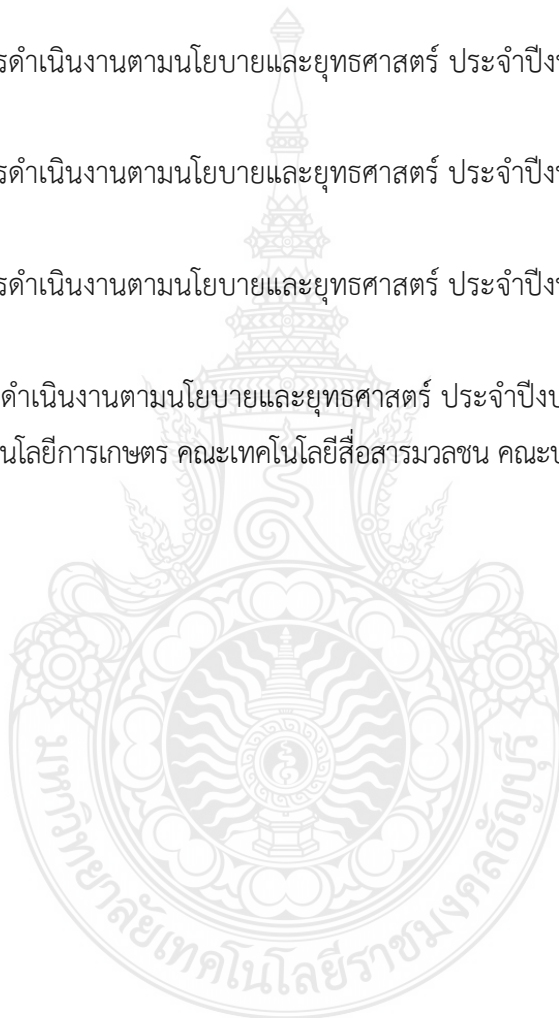 รดำเนินงานตามนโยบายและยุทธศาสตร์ ประจำปีง
รดำเนินงานตามนโยบายและยุทธศาสตร์ ประจำปีง
รดำเนินงานตามนโยบายและยุทธศาสตร์ ประจำปีง
ดำเนินงานตามนโยบายและยุทธศาสตร์ ประจำปีงบ
นโลยีการเกษตร คณะเทคโนโลยีสื่อสารมวลชน คณะ
มหาวิทยาลัยเทคโนโลยีราชมงคลธัญบุรี